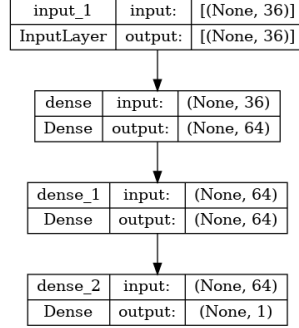 input_1 input: [(None, 36)]
InputLayer output: [(None, 36)]
dense input: (None, 36)
Dense output: (None, 64)
dense_1 input: (None, 64)
Dense output: (None, 64)
dense_2 input: (None, 64)
Dense output: (None, 1)